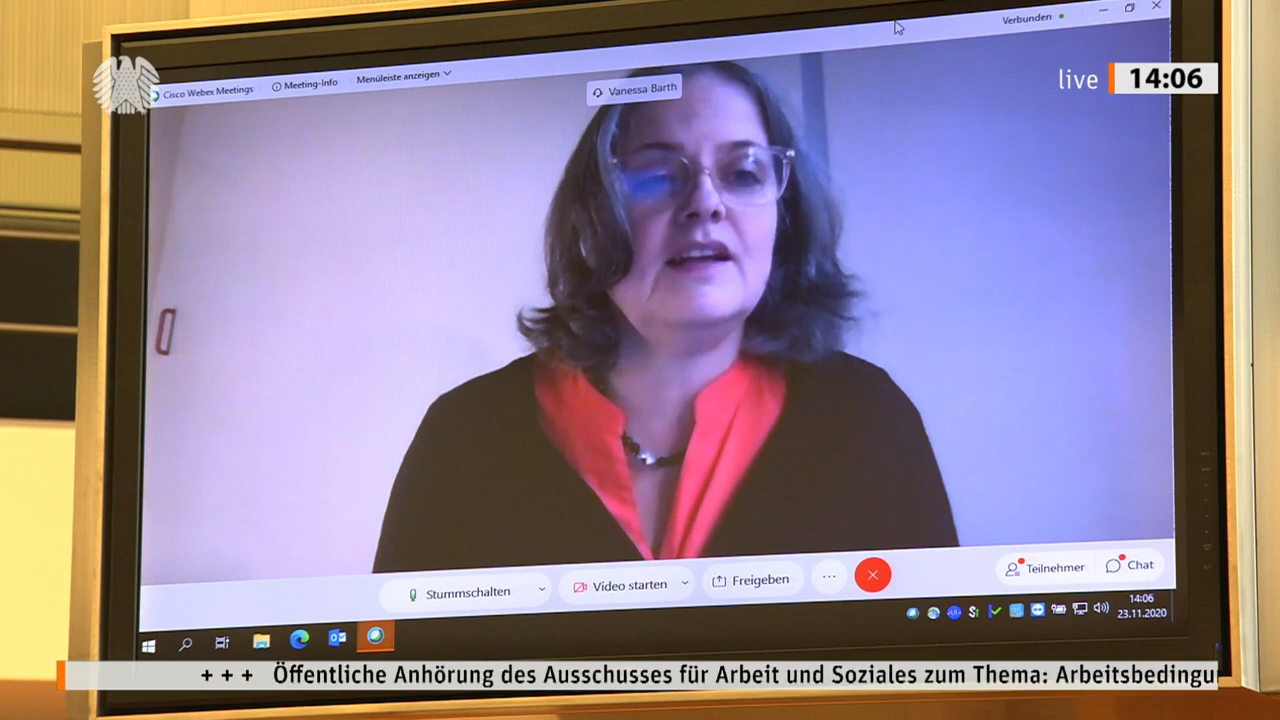 Verbunden
Cisco Webex Meetings Meeting-Info Menüleiste anzeigen
Vanessa Barth
live 14:06
Stummschalten Video starten Freigeben
Teilnehmer Chat
14:06
23.11.2020
+ + + Öffentliche Anhörung des Ausschusses für Arbeit und Soziales zum Thema: Arbeitsbedingu